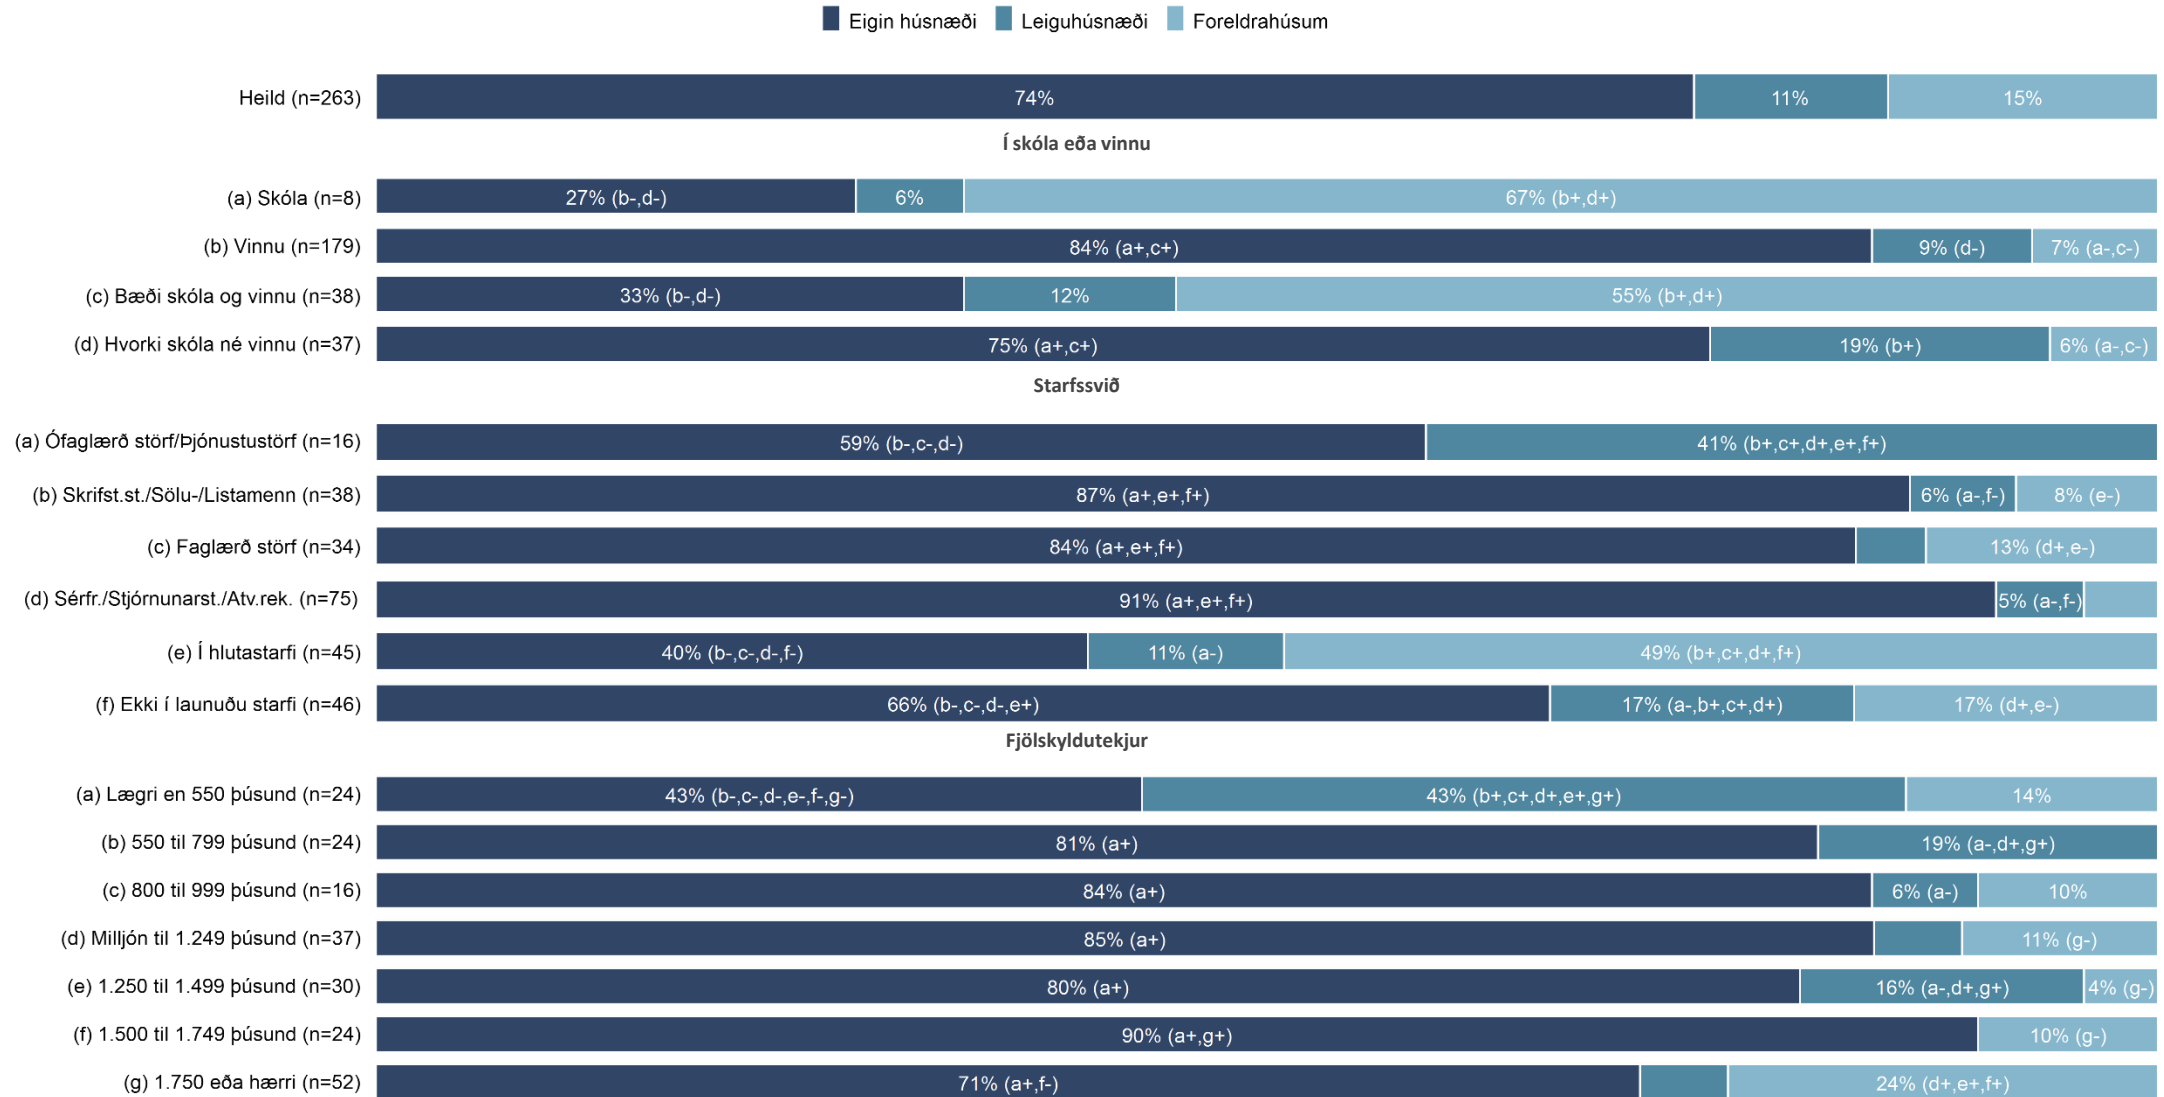 Eigin húsnæði Leiguhúsnæði Foreldrahúsum
Heild (n=263) 74% 11% 15%
Í skóla eða vinnu
(a) Skóla (n=8) 27% (b-,d-) 6% 67% (b+,d+)
(b) Vinnu (n=179) 84% (a+,c+) 9% (d-) 7% (a-,c-)
(c) Bæði skóla og vinnu (n=38) 33% (b-,d-) 12% 55% (b+,d+)
(d) Hvorki skóla né vinnu (n=37) 75% (a+,c+) 19% (b+) 6% (a-,c-)
Starfssvið
(a) Ófaglærð störf/Þjónustustörf (n=16) 59% (b-,c-,d-) 41% (b+,c+,d+,e+,f+)
(b) Skrifst.st./Sölu-/Listamenn (n=38) 87% (a+,e+,f+) 6% (a-,f-) 8% (e-)
(c) Faglærð störf (n=34) 84% (a+,e+,f+) 13% (d+,e-)
(d) Sérfr./Stjórnunarst./Atv.rek. (n=75) 91% (a+,e+,f+) 5% (a-,f-)
(e) Í hlutastarfi (n=45) 40% (b-,c-,d-,f-) 11% (a-) 49% (b+,c+,d+,f+)
(f) Ekki í launuðu starfi (n=46) 66% (b-,c-,d-,e+) 17% (a-,b+,c+,d+) 17% (d+,e-)
Fjölskyldutekjur
(a) Lægri en 550 þúsund (n=24) 43% (b-,c-,d-,e-,f-,g-) 43% (b+,c+,d+,e+,g+) 14%
(b) 550 til 799 þúsund (n=24) 81% (a+) 19% (a-,d+,g+)
(c) 800 til 999 þúsund (n=16) 84% (a+) 6% (a-) 10%
(d) Milljón til 1.249 þúsund (n=37) 85% (a+) 11% (g-)
(e) 1.250 til 1.499 þúsund (n=30) 80% (a+) 16% (a-,d+,g+) 4% (g-)
(f) 1.500 til 1.749 þúsund (n=24) 90% (a+,g+) 10% (g-)
(g) 1.750 eða hærri (n=52) 71% (a+,f-) 24% (d+,e+,f+)